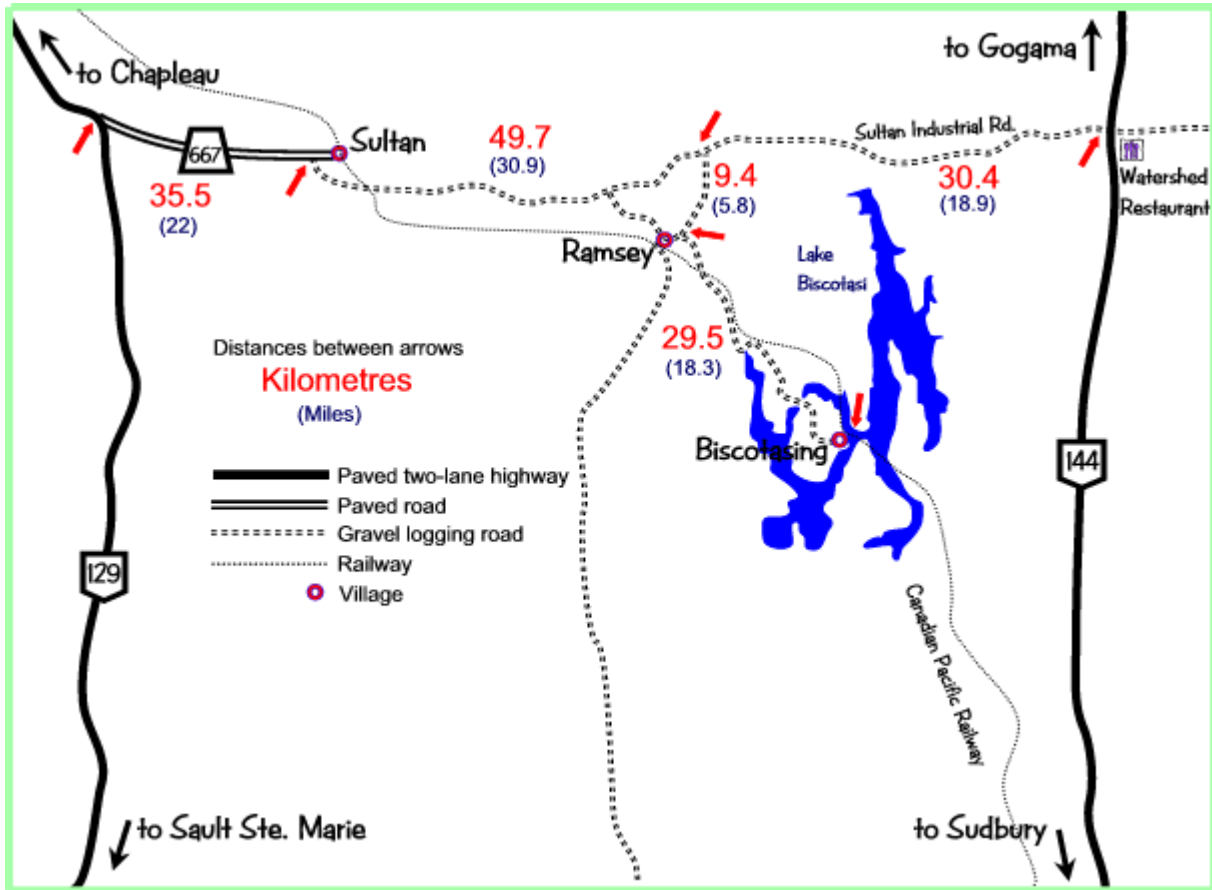 to Gogama
to Chapleau
Sultan Industrial Rd.
Sultan
49.7
(30.9)
667
35.5
(22)
9.4
(5.8)
30.4
(18.9)
Watershed
Restaurant
Ramsey
Lake
Biscotasi
29.5
(18.3)
Distances between arrows
Kilometres
(Miles)
Biscotasing
144
Paved two-lane highway
Paved road
Gravel logging road
Railway
Village
129
Canadian Pacific Railway
to Sault Ste. Marie
to Sudbury